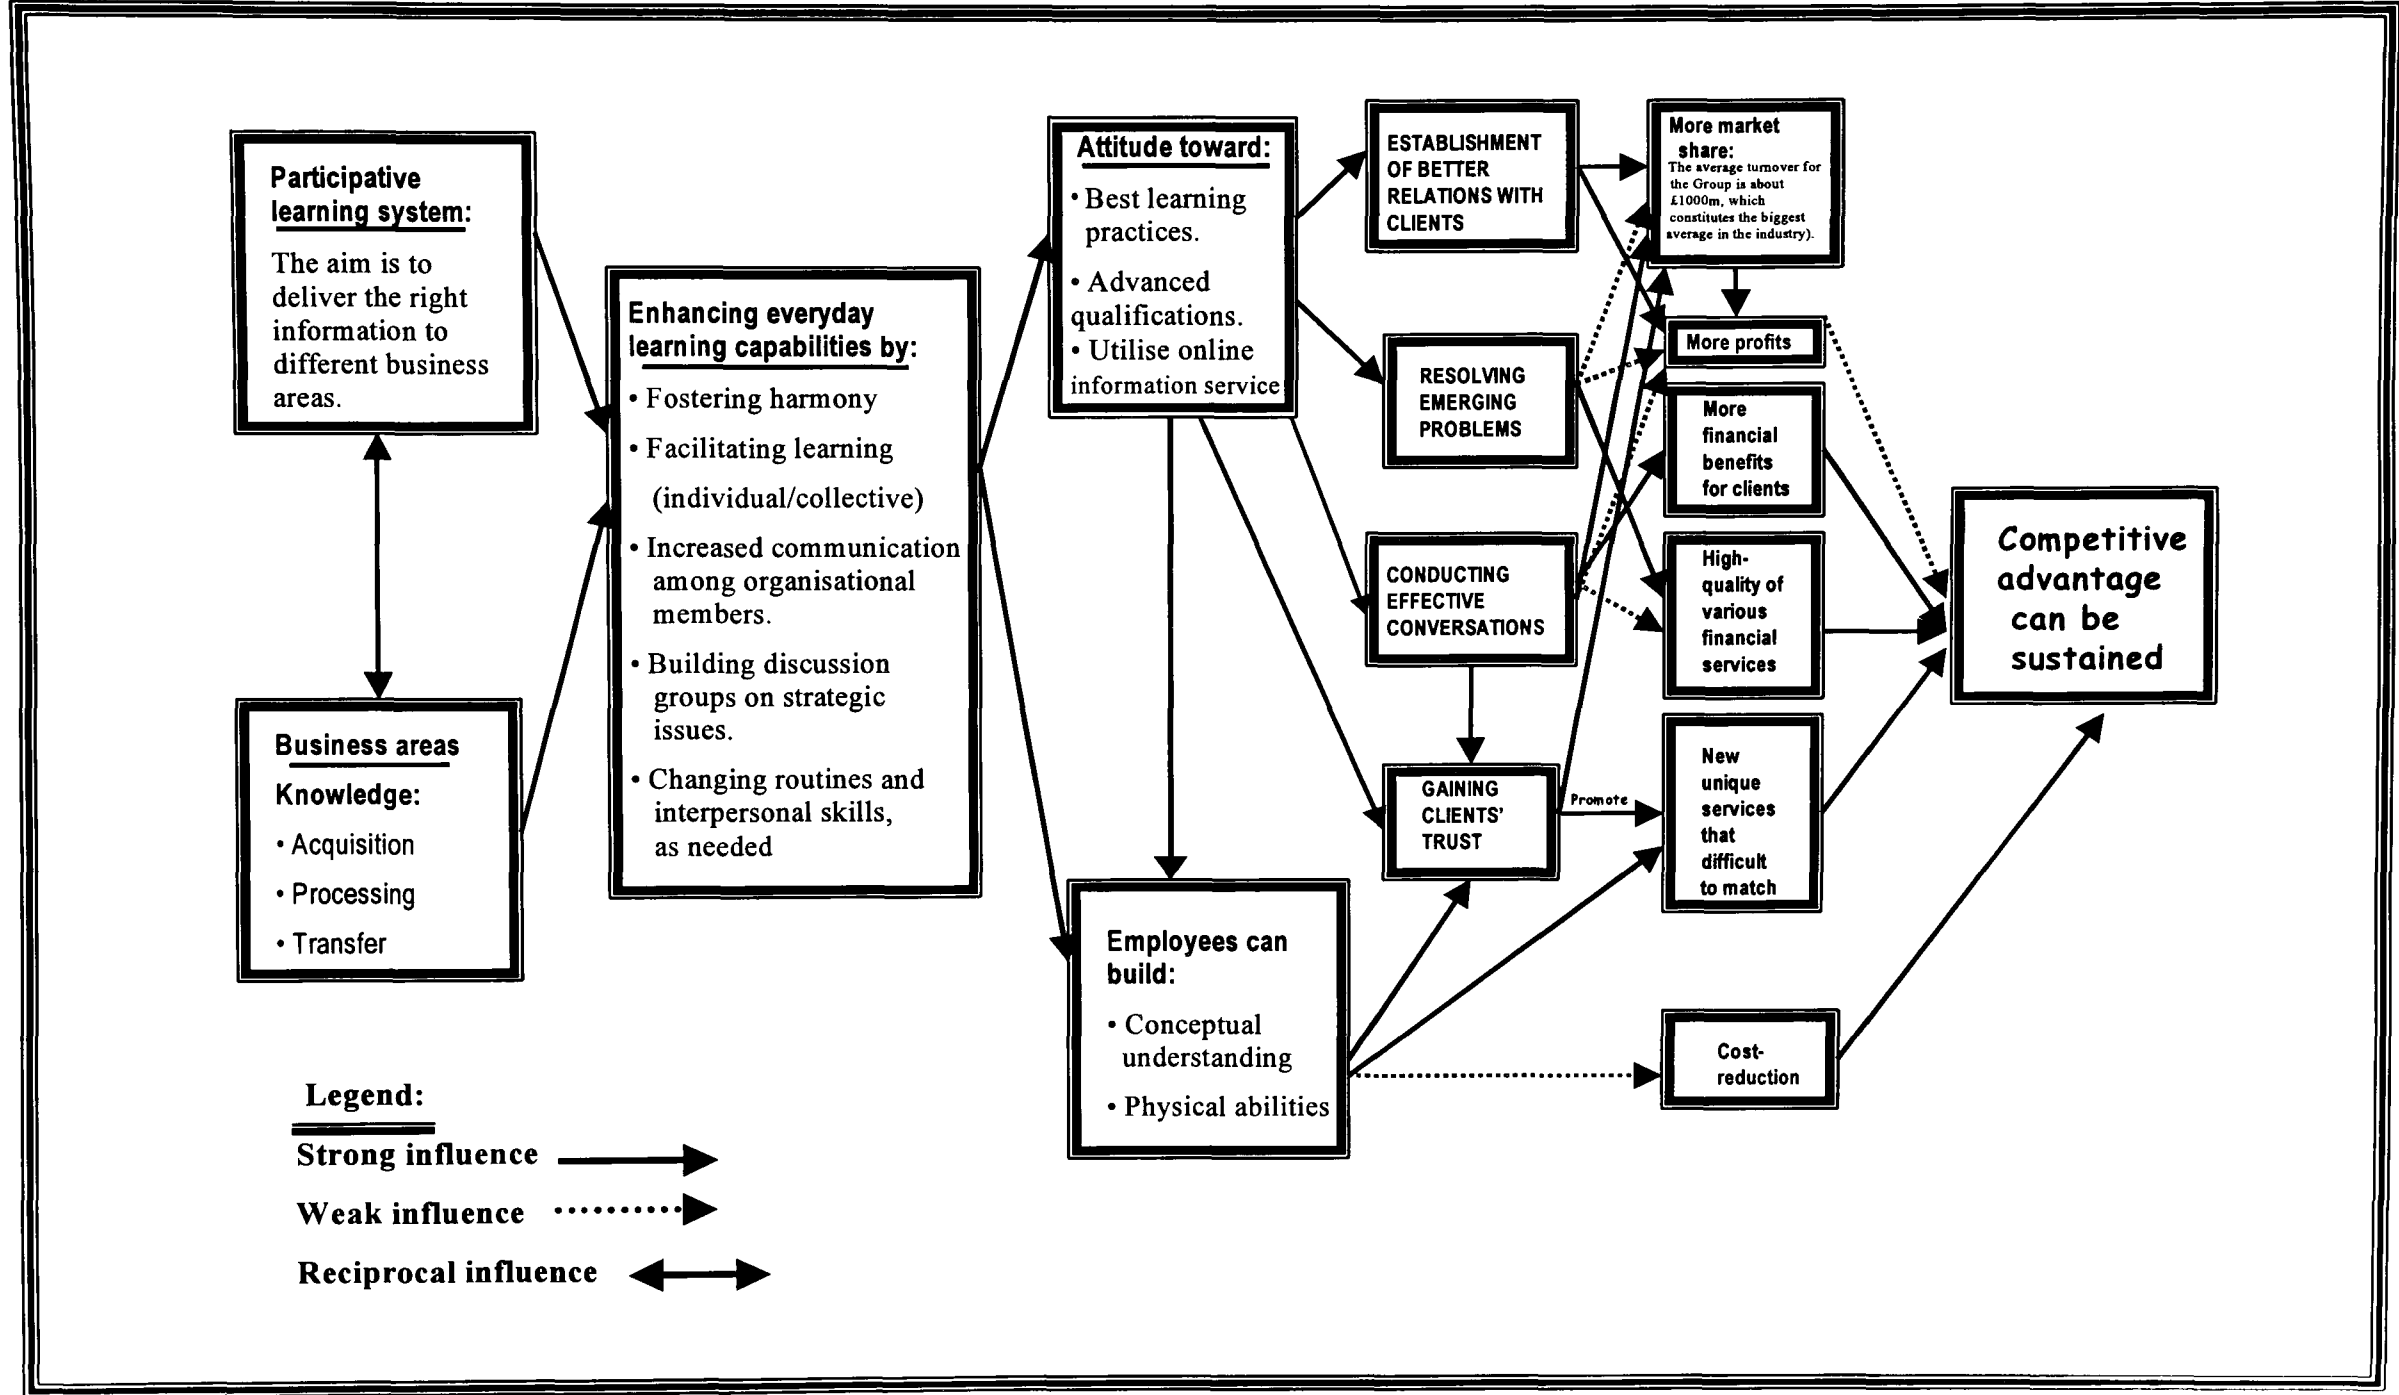 Participative
learning system:
The aim is to
deliver the right
information to
different business
areas.
Business areas
Knowledge:
• Acquisition
• Processing
• Transfer
Enhancing everyday
learning capabilities by:
• Fostering harmony
• Facilitating learning
(individual/collective)
• Increased communication
among organisational
members.
• Building discussion
groups on strategic
issues.
• Changing routines and
interpersonal skills,
as needed
Attitude toward:
• Best learning
practices.
• Advanced
qualifications.
• Utilise online
information service
Employees can
build:
• Conceptual
understanding
• Physical abilities
ESTABLISHMENT
OF BETTER
RELATIONS WITH
CLIENTS
RESOLVING
EMERGING
PROBLEMS
CONDUCTING
EFFECTIVE
CONVERSATIONS
GAINING
CLIENTS'
TRUST
Promote
More market
share:
The average turnover for
the Group is about
£1000m, which
constitutes the biggest
average in the industry).
More profits
More
financial
benefits
for clients
High-
quality of
various
financial
services
New
unique
services
that
difficult
to match
Cost-
reduction
Competitive
advantage
can be
sustained
Legend:
Strong influence
Weak influence
Reciprocal influence